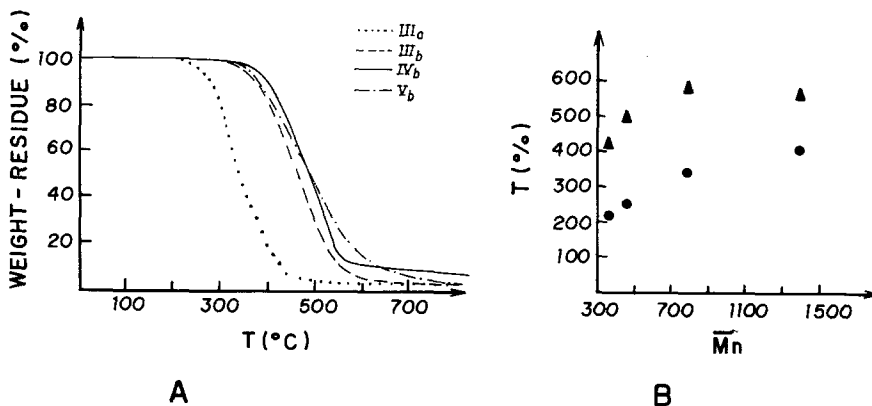 WEIGHT - RESIDUE (%)
100
80
60
40
20
100 300 500 700
T (°C)
IIIa
IIIb
IVb
Vb
A
T (%)
600
500
400
300
200
100
300 700 1100 1500
Mn
B